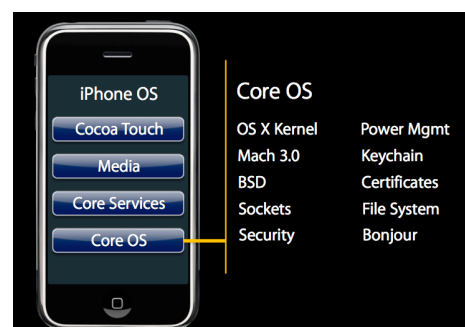 iPhone OS
Cocoa Touch
Media
Core Services
Core OS
Core OS
OS X Kernel
Mach 3.0
BSD
Sockets
Security
Power Mgmt
Keychain
Certificates
File System
Bonjour